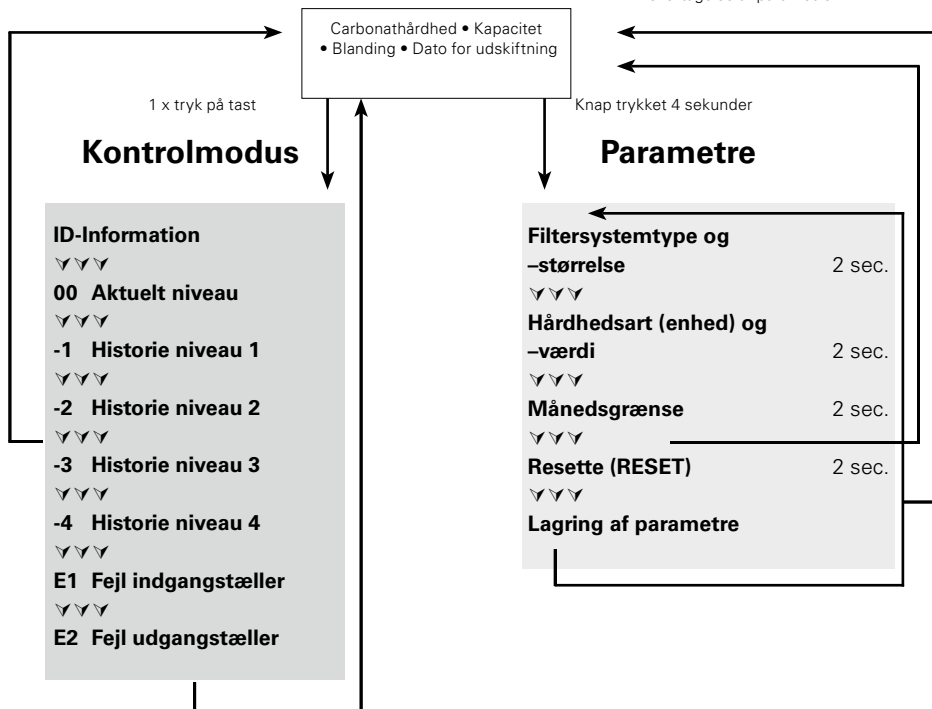 Carbonathårdhed • Kapacitet
• Blanding • Dato for udskiftning
1 x tryk på tast
Knap trykket 4 sekunder
Kontrolmodus
Parametre
ID-Information
00 Aktuelt niveau
-1 Historie niveau 1
-2 Historie niveau 2
-3 Historie niveau 3
-4 Historie niveau 4
E1 Fejl indgangstæller
E2 Fejl udgangstæller
Filtersystemtype og
–størrelse 2 sec.
Hårdhedsart (enhed) og
–værdi 2 sec.
Månedsgrænse 2 sec.
Resette (RESET) 2 sec.
Lagring af parametre